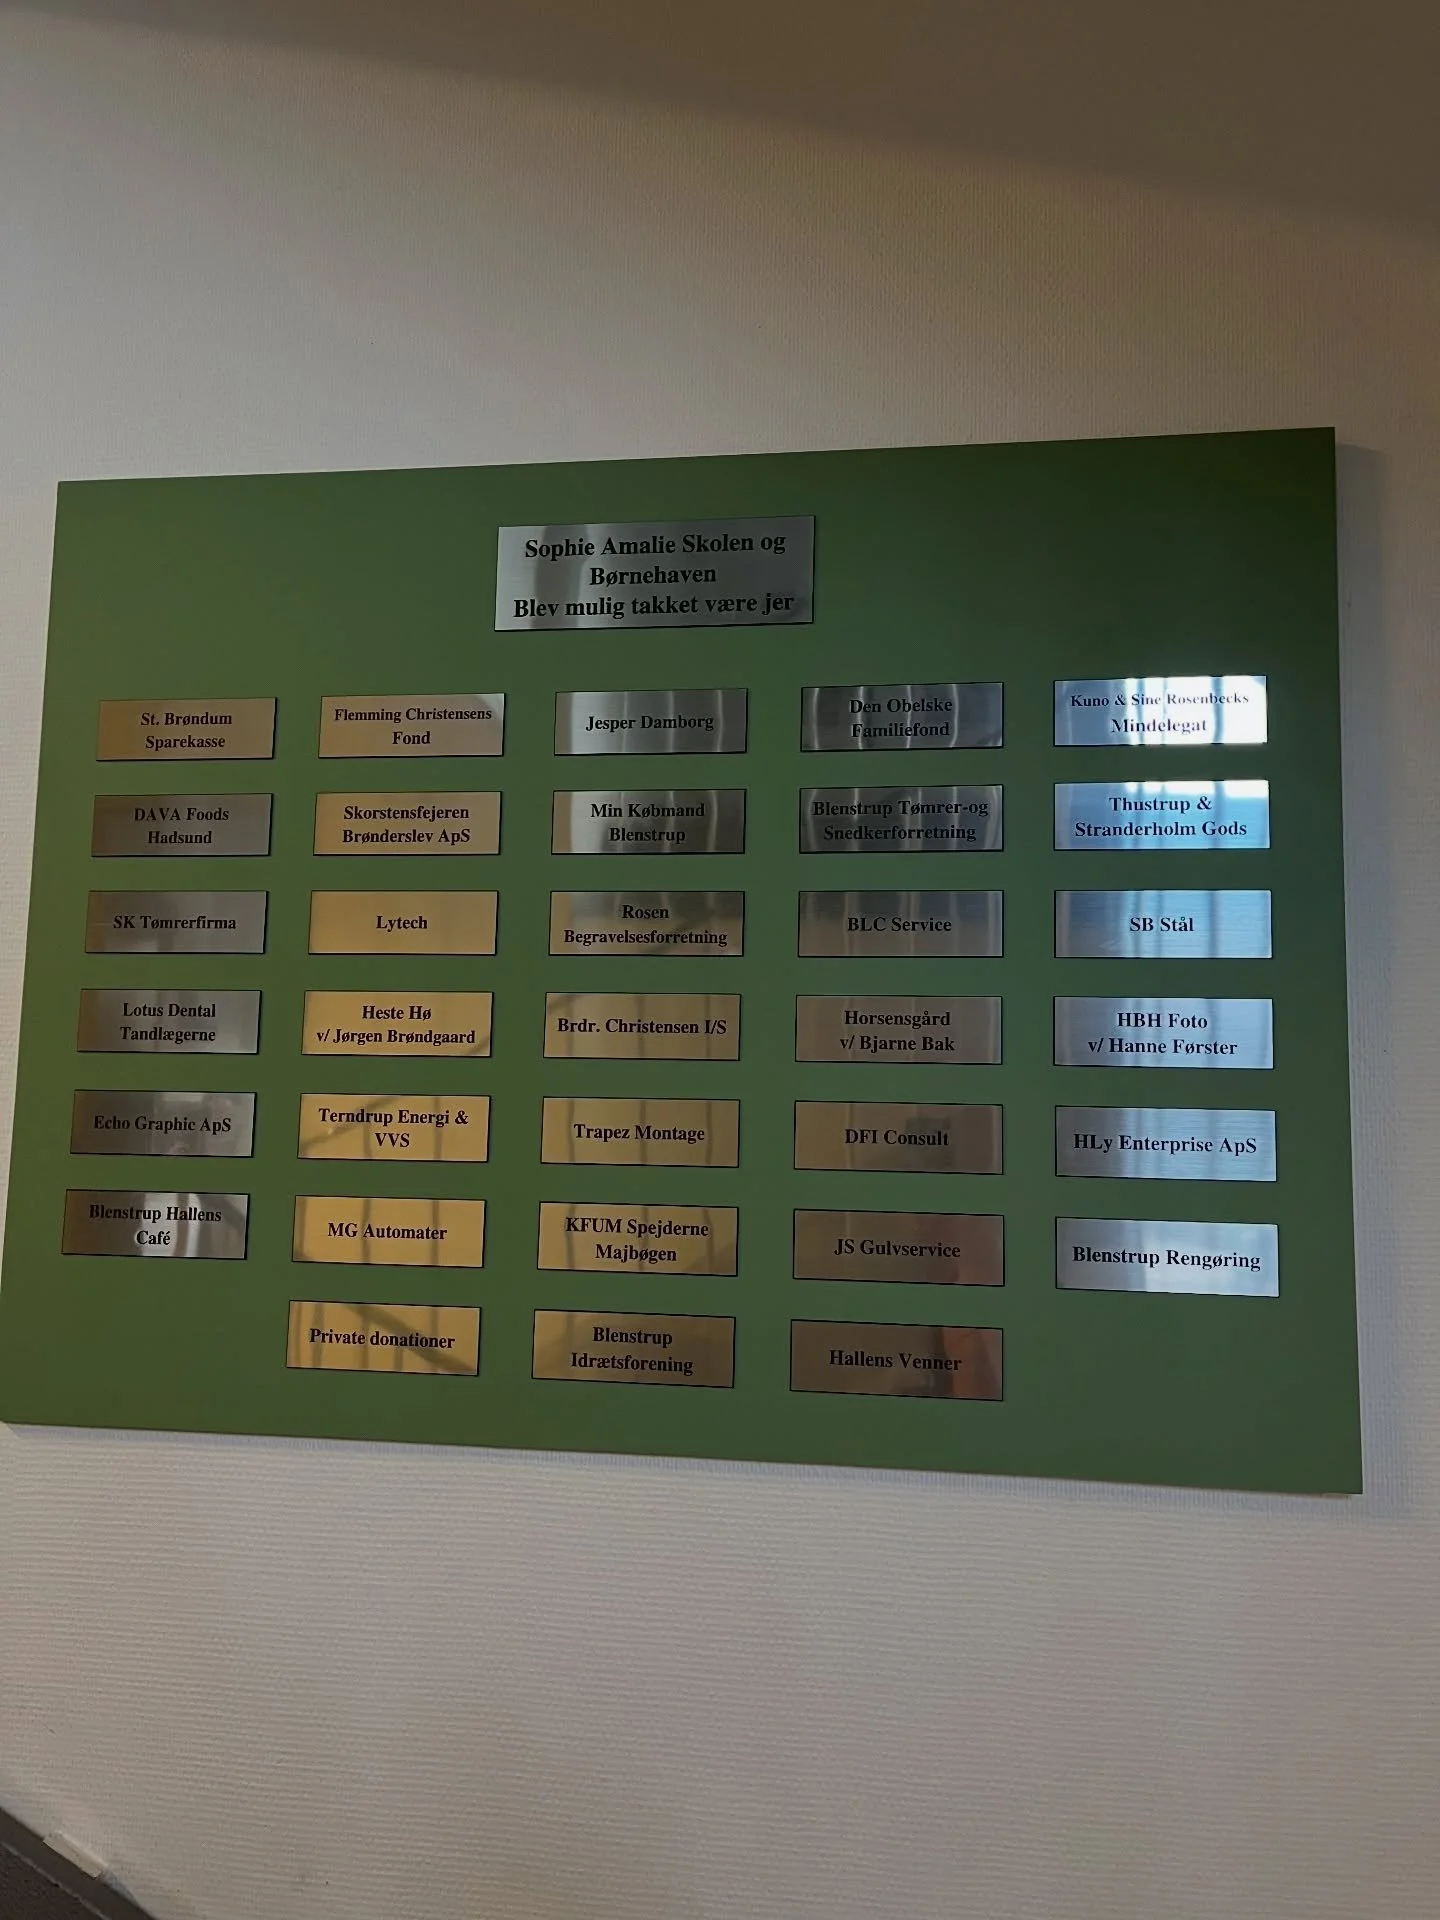 Sophie Amalie Skolen og
Børnehaven
Blev mulig takket være jer
St. Brøndum
Sparekasse
Flemming Christensens
Fond
Jesper Damborg
Den Obelske
Familiefond
Kuno & Sine Rosenbecks
Mindelegat
DAVA Foods
Hadsund
Skorstensfejeren
Brønderslev ApS
Min Købmand
Blenstrup
Blenstrup Tømrer-og
Snedkerforretning
Thustrup &
Stranderholm Gods
SK Tømrerfirma
Lytech
Rosen
Begravelsesforretning
BLC Service
SB Stål
Lotus Dental
Tandlægerne
Heste Hø
v/ Jørgen Brøndgaard
Brdr. Christensen I/S
Horsensgård
v/ Bjarne Bak
HBH Foto
v/ Hanne Førster
Echo Graphic ApS
Terndrup Energi &
VVS
Trapez Montage
DFI Consult
HLy Enterprise ApS
Blenstrup Hallens
Café
MG Automater
KFUM Spejderne
Majbøgen
JS Gulvservice
Blenstrup Rengøring
Private donationer
Blenstrup
Idrætsforening
Hallens Venner